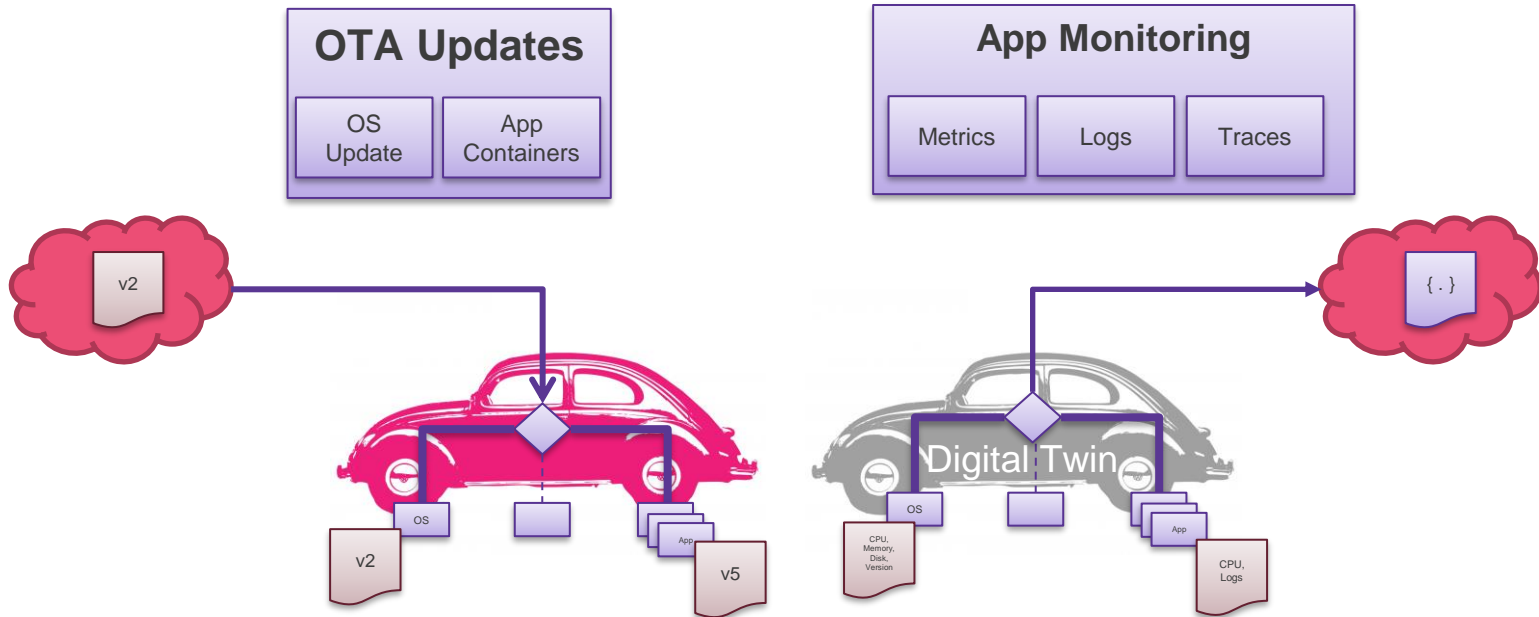 OTA Updates
OS
Update
App
Containers
App Monitoring
Metrics
Logs
Traces
v2
{ . }
OS
App
v2
v5
Digital Twin
OS
App
CPU,
Memory,
Disk,
Version
CPU,
Logs